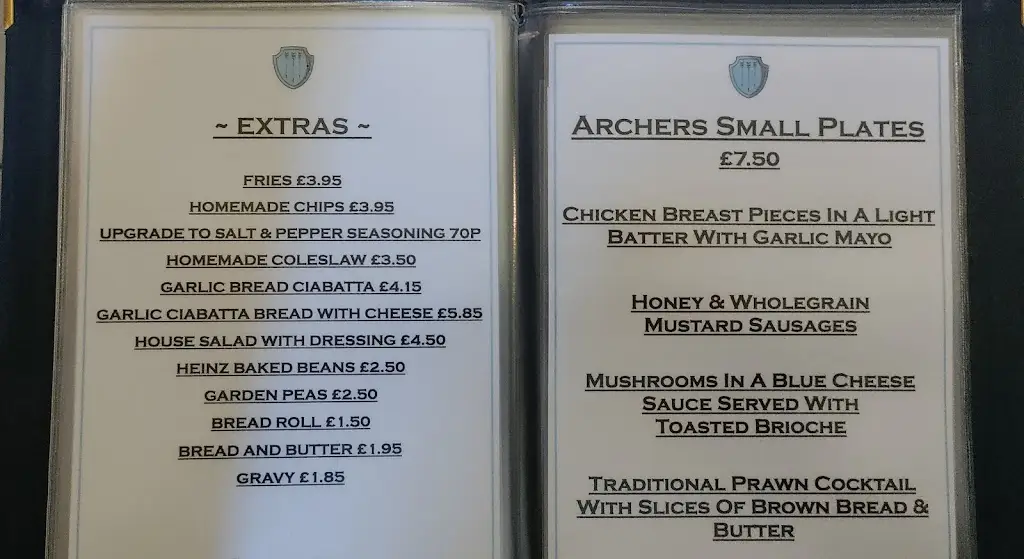 ~ EXTRAS ~
FRIES £3.95
HOMEMADE CHIPS £3.95
UPGRADE TO SALT & PEPPER SEASONING 70P
HOMEMADE COLESLAW £3.50
GARLIC BREAD CIABATTA £4.15
GARLIC CIABATTA BREAD WITH CHEESE £5.85
HOUSE SALAD WITH DRESSING £4.50
HEINZ BAKED BEANS £2.50
GARDEN PEAS £2.50
BREAD ROLL £1.50
BREAD AND BUTTER £1.95
GRAVY £1.85
ARCHERS SMALL PLATES
£7.50
CHICKEN BREAST PIECES IN A LIGHT
BATTER WITH GARLIC MAYO
HONEY & WHOLEGRAIN
MUSTARD SAUSAGES
MUSHROOMS IN A BLUE CHEESE
SAUCE SERVED WITH
TOASTED BRIOCHE
TRADITIONAL PRAWN COCKTAIL
WITH SLICES OF BROWN BREAD &
BUTTER